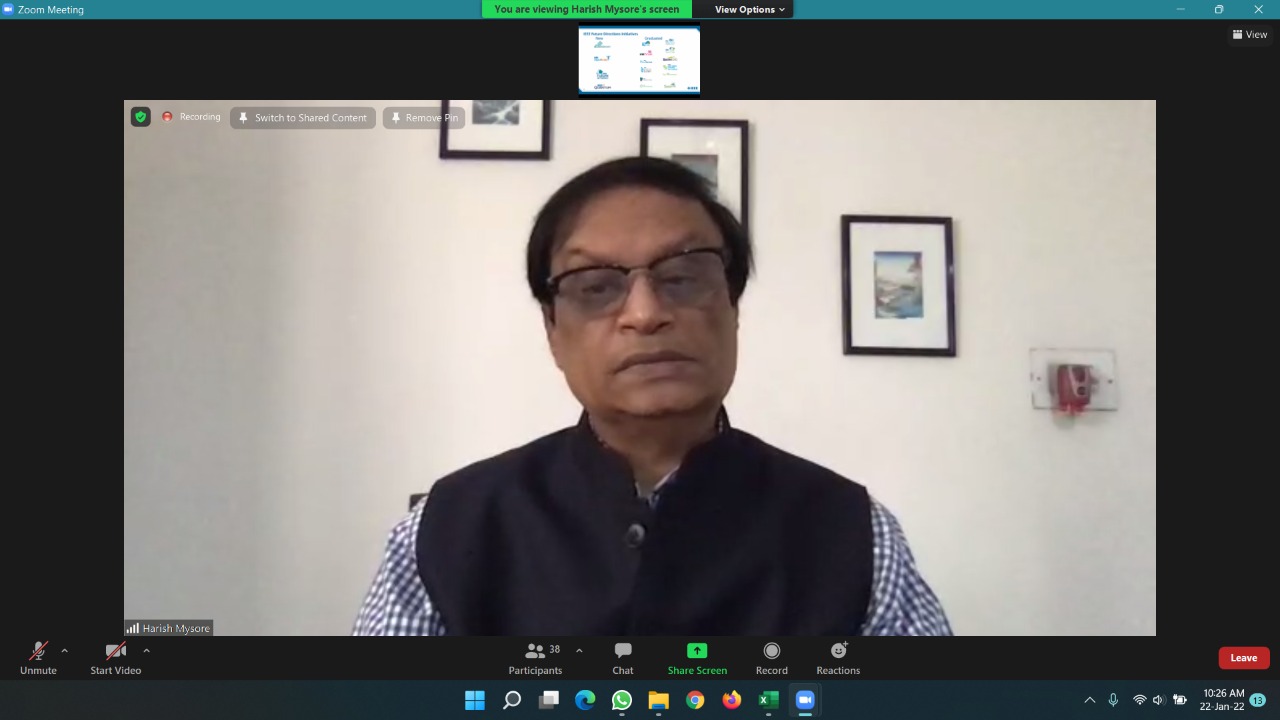 Zoom Meeting
You are viewing Harish Mysore's screen
View Options
View
Recording
Switch to Shared Content
Remove Pin
Harish Mysore
Unmute
Start Video
38
Participants
Chat
Share Screen
Record
Reactions
Leave
10:26 AM
22-Jan-22
13